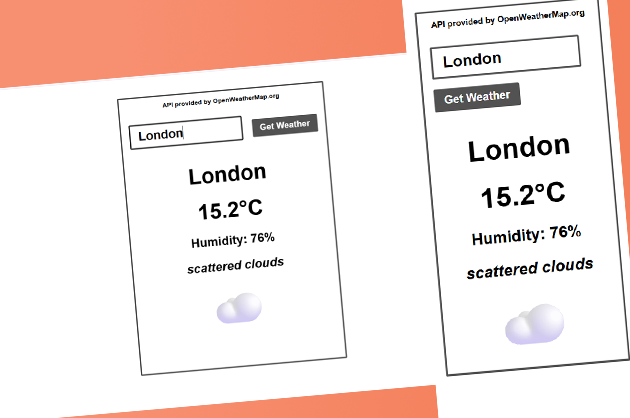 API provided by OpenWeatherMap.org
London
Get Weather
London
15.2°C
Humidity: 76%
scattered clouds
API provided by OpenWeatherMap.org
London
Get Weather
London
15.2°C
Humidity: 76%
scattered clouds